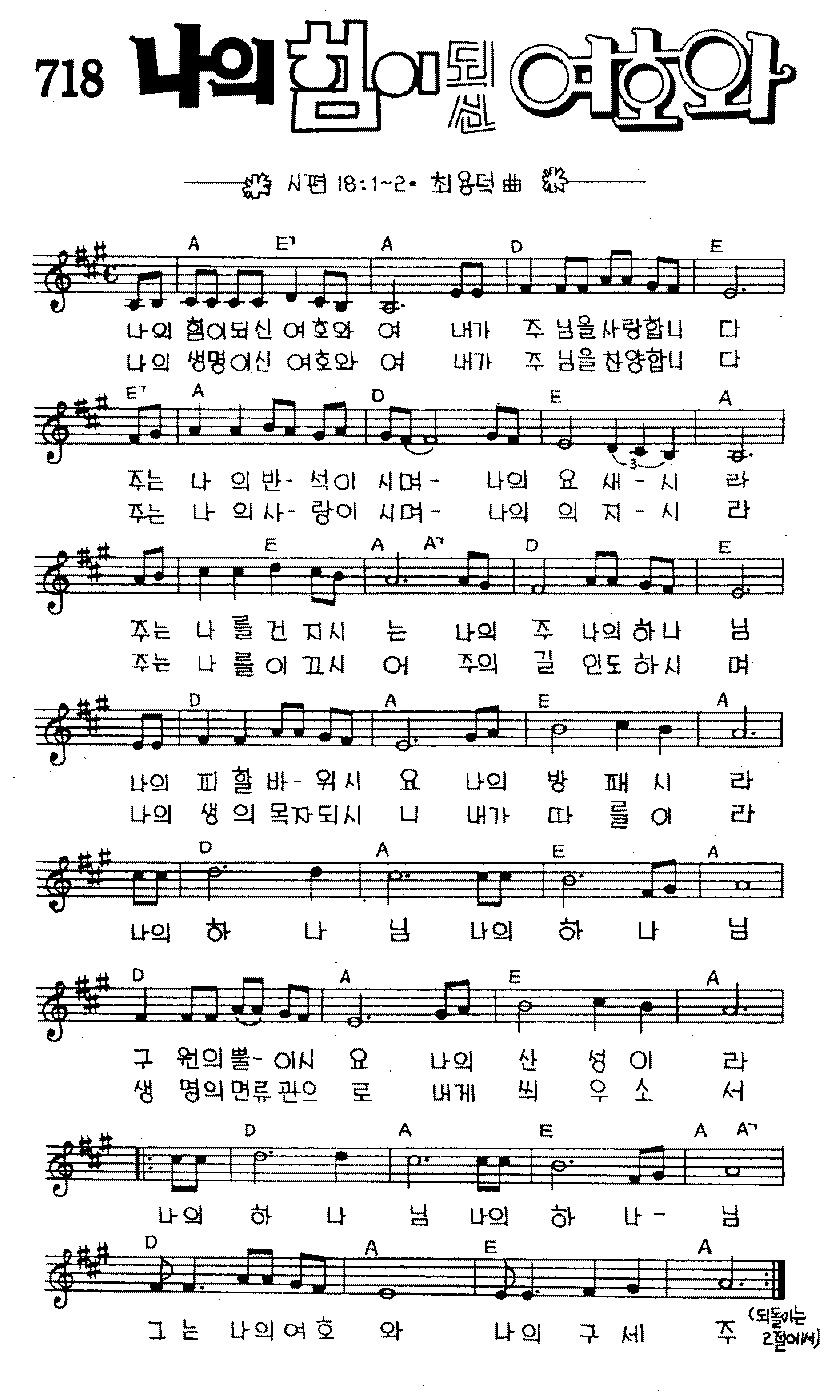 718 나의 힘이 되신 여호와
시편 18:1~2. 최용덕 曲
A E7 A D E
나의 힘이되신 여호와 여 내가 주 님을사랑합니 다
나의 생명이신 여호와 여 내가 주 님을찬양합니 다
E7 A D E A
3
주는 나 의반-석이 시며- 나의 요 새-시 라
주는 나 의사-랑이 시며- 나의 의 지-시 라
E A A7 D E
주는 나 를건 지시 는 나의 주 나의하나 님
주는 나 를이 끄시 어 주의 길 인도하시 며
D A E A
나의 피 할바-위시 요 나의 방 패시 라
나의 생 의목자되시 니 내가 따 를이 라
D A E A
나의 하 나 님 나의 하 나 님
D A E A
구 원의뿔-이시 요 나의 산 성이 라
생 명의면류관으 로 내게 씌 우소 서
D A E A A7
나의 하 나 님 나의 하 나- 님
D A E A
그 는 나의여호 와 나의 구 세 주 (되돌이는
2절에서)